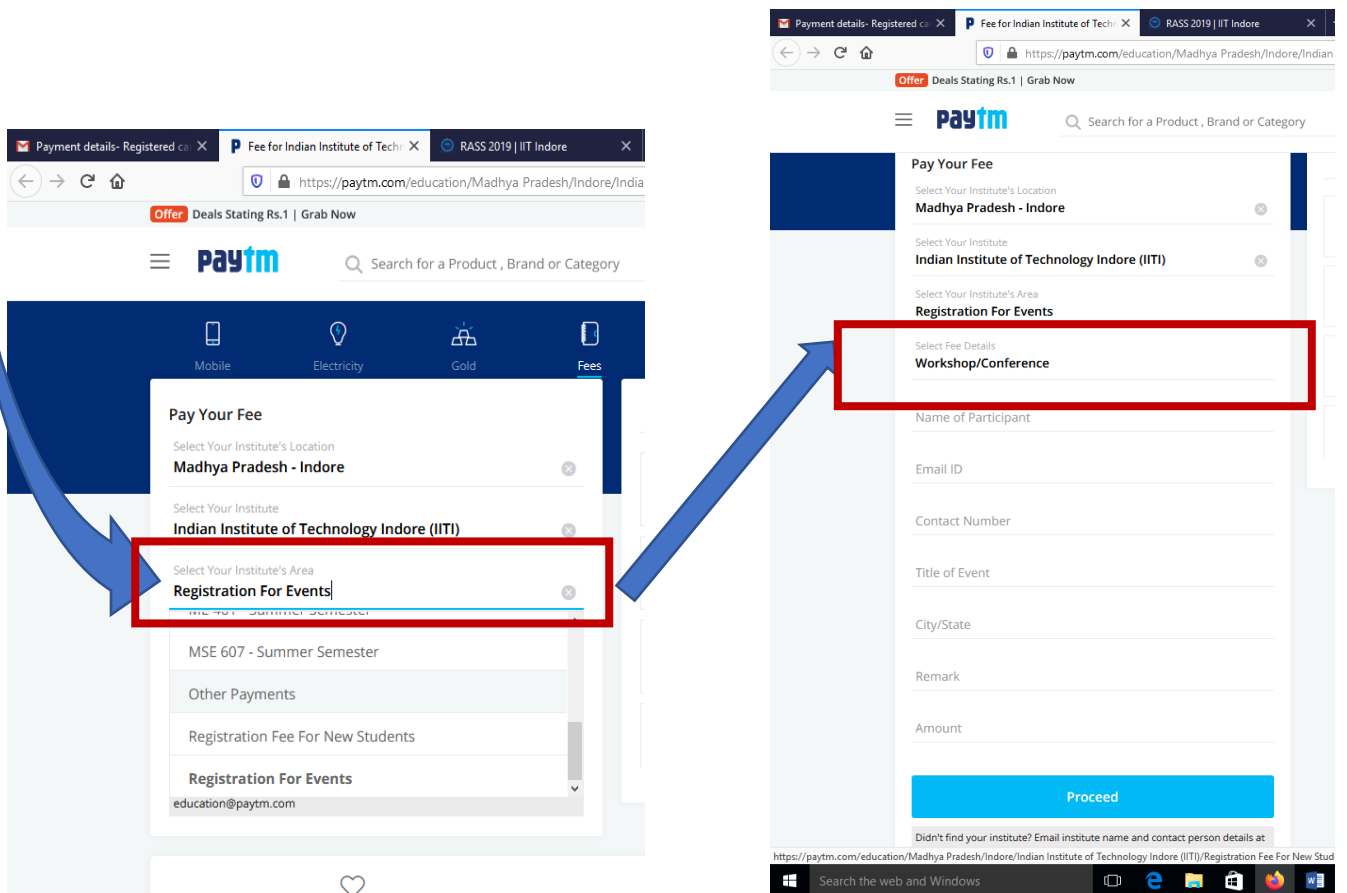 Payment details- Registered ca
Fee for Indian Institute of Techn
RASS 2019 | IIT Indore
https://paytm.com/education/Madhya Pradesh/Indore/India
Offer Deals Stating Rs.1 | Grab Now
Paytm
Search for a Product , Brand or Category
Mobile
Electricity
Gold
Fees
Pay Your Fee
Select Your Institute's Location
Madhya Pradesh - Indore
Select Your Institute
Indian Institute of Technology Indore (IITI)
Select Your Institute's Area
Registration For Events
ME 461 - Summer Semester
MSE 607 - Summer Semester
Other Payments
Registration Fee For New Students
Registration For Events
education@paytm.com
Payment details- Registered ca
Fee for Indian Institute of Techn
RASS 2019 | IIT Indore
https://paytm.com/education/Madhya Pradesh/Indore/Indian
Offer Deals Stating Rs.1 | Grab Now
Paytm
Search for a Product , Brand or Category
Pay Your Fee
Select Your Institute's Location
Madhya Pradesh - Indore
Select Your Institute
Indian Institute of Technology Indore (IITI)
Select Your Institute's Area
Registration For Events
Select Fee Details
Workshop/Conference
Name of Participant
Email ID
Contact Number
Title of Event
City/State
Remark
Amount
Proceed
Didn't find your institute? Email institute name and contact person details at
https://paytm.com/education/Madhya Pradesh/Indore/Indian Institute of Technology Indore (IITI)/Registration Fee For New Stud
Search the web and Windows